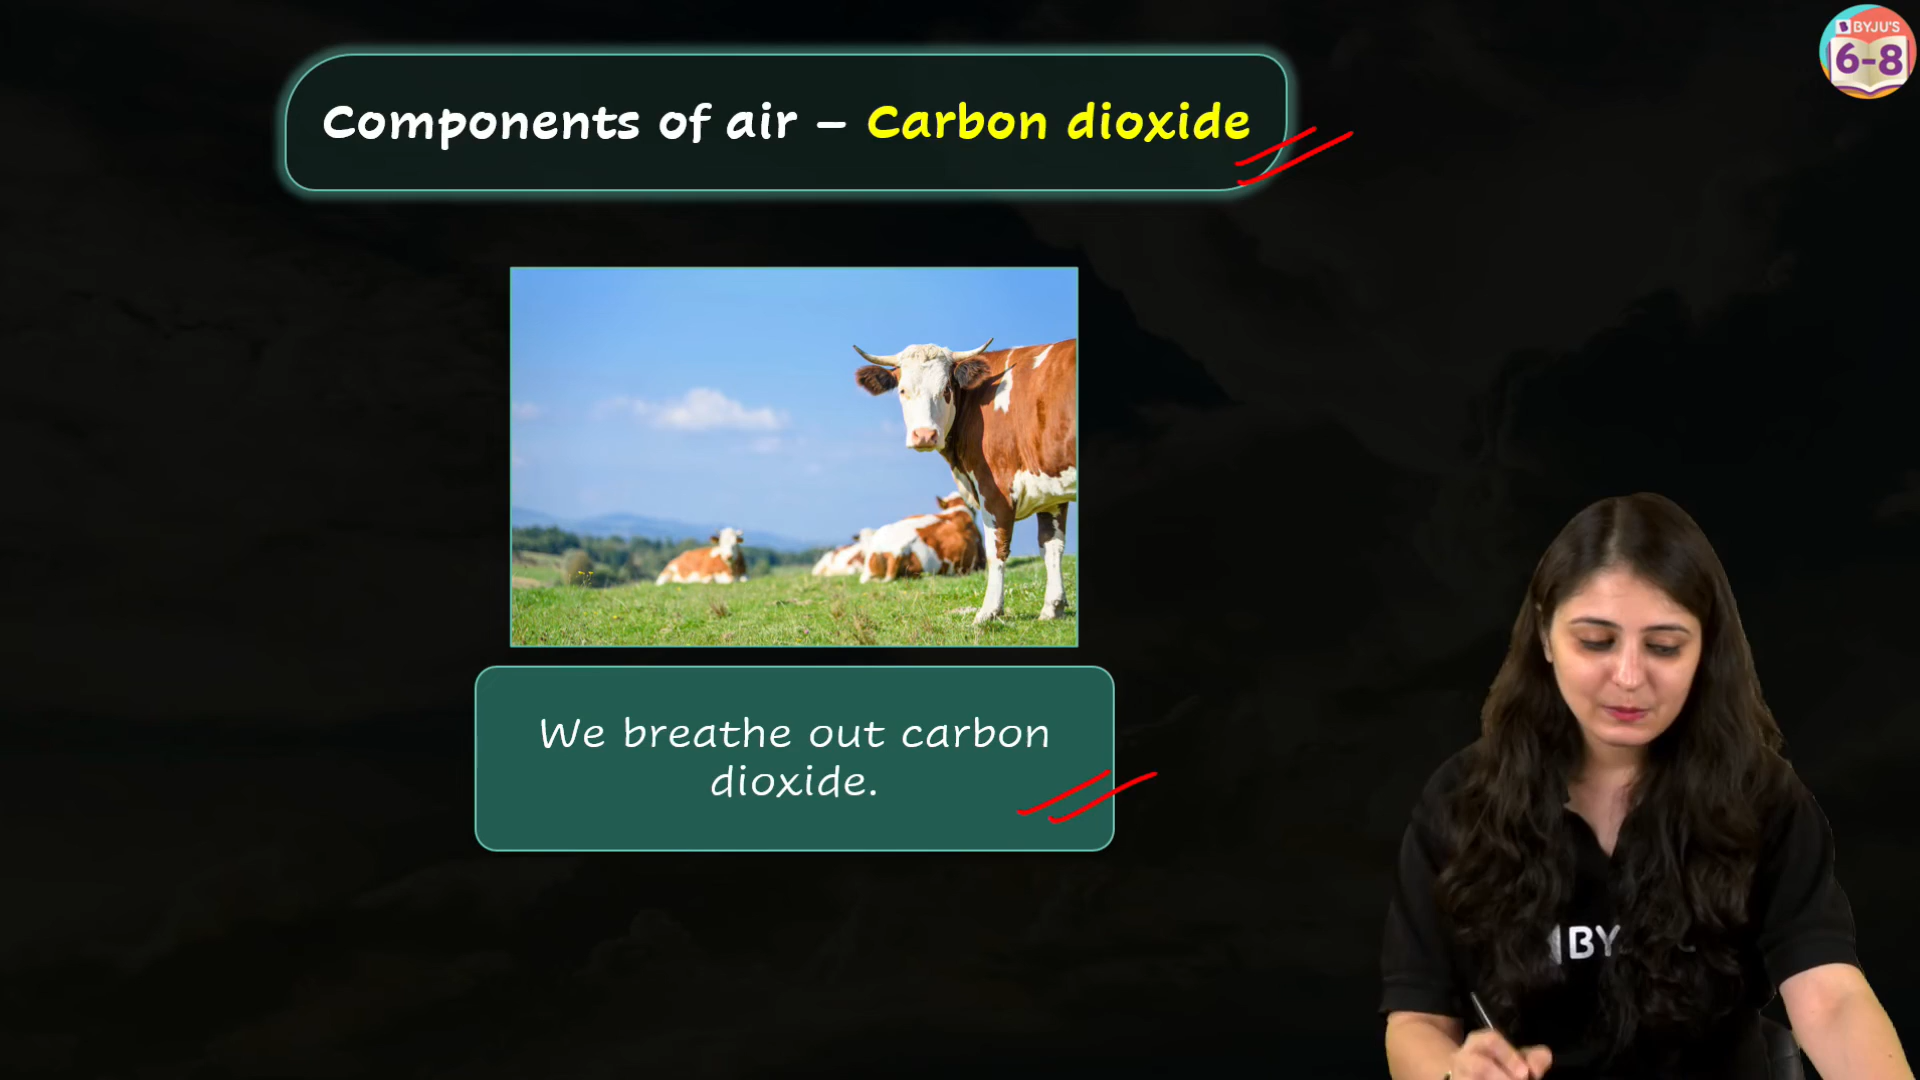 BYJU'S
6-8
Components of air – Carbon dioxide
We breathe out carbon
dioxide.
BY